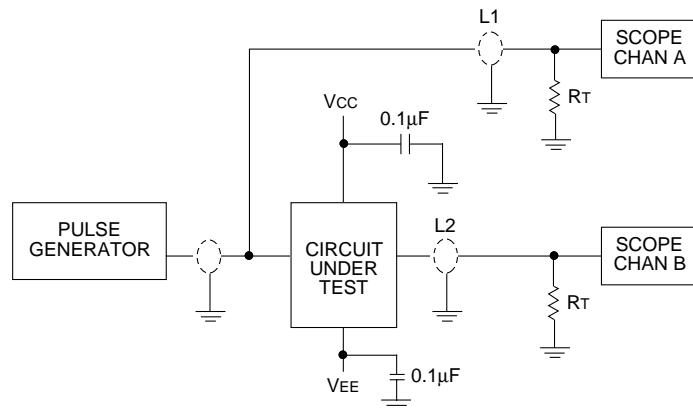 L1
SCOPE
CHAN A
RT
VCC
0.1μF
PULSE
GENERATOR
CIRCUIT
UNDER
TEST
L2
SCOPE
CHAN B
RT
VEE
0.1μF